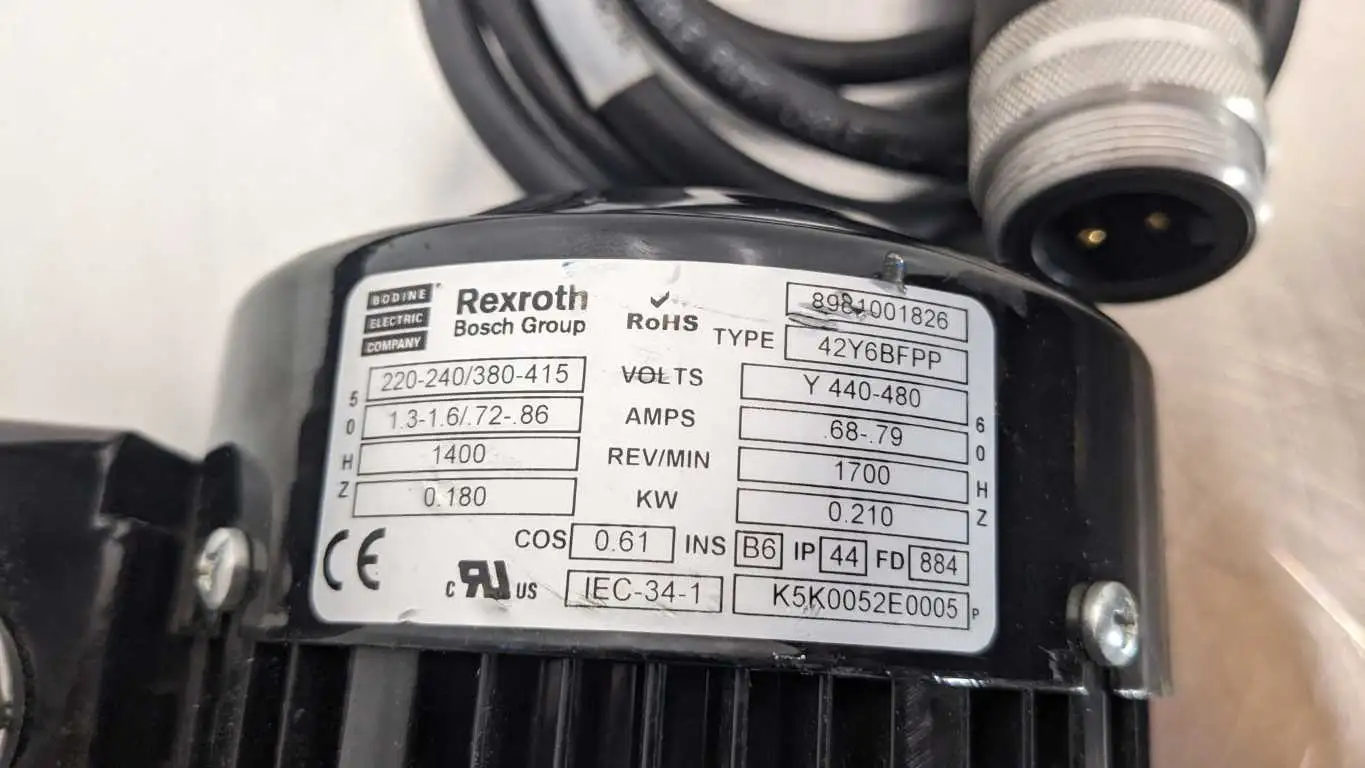 BODINE
ELECTRIC
COMPANY
Rexroth
Bosch Group
RoHS
8981001826
TYPE 42Y6BFPP
50HZ
220-240/380-415 VOLTS Y 440-480
1.3-1.6/.72-.86 AMPS .68-.79
1400 REV/MIN 1700
0.180 KW 0.210
60HZ
COS 0.61 INS B6 IP 44 FD 884
CE
c RU US IEC-34-1 K5K0052E0005 P